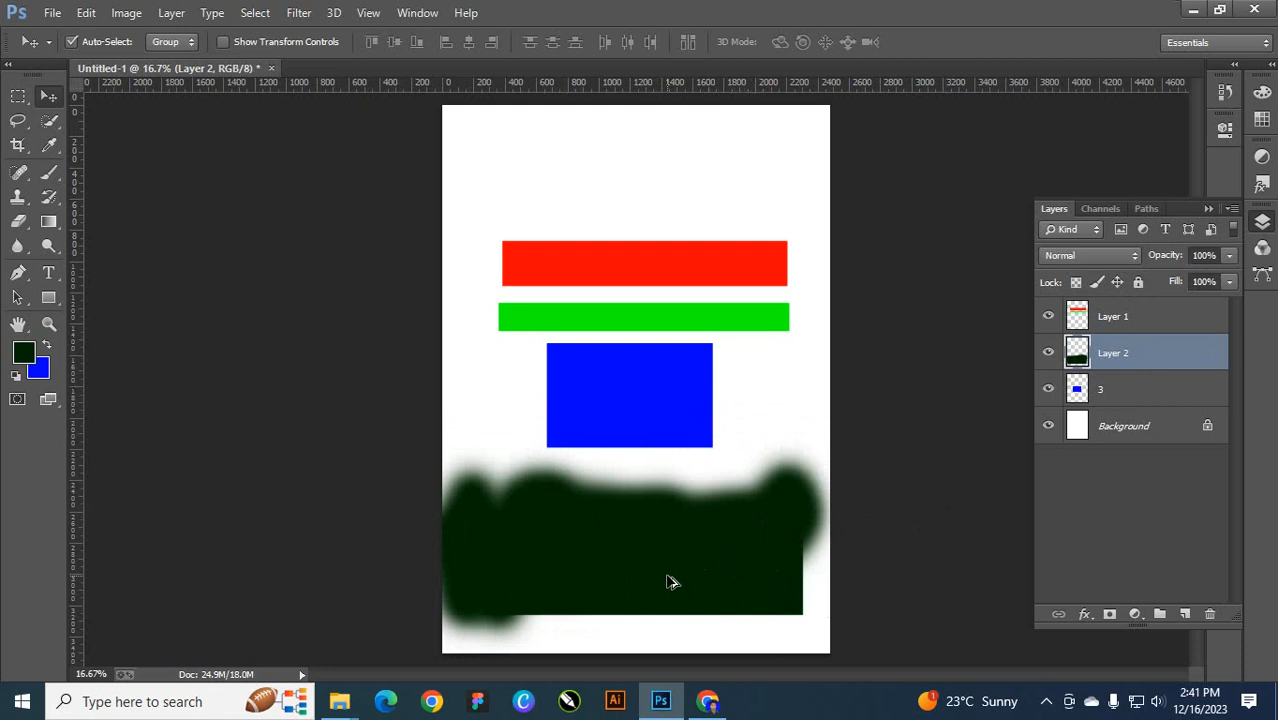 Ps File Edit Image Layer Type Select Filter 3D View Window Help
Auto-Select: Group Show Transform Controls 3D Mode: Essentials
Untitled-1 @ 16.7% (Layer 2, RGB/8) *
Layers Channels Paths
Kind
Normal Opacity: 100%
Lock: Fill: 100%
Layer 1
Layer 2
3
Background
16.67% Doc: 24.9M/18.0M
Type here to search
Ai Ps 1 23°C Sunny
2:41 PM
12/16/2023